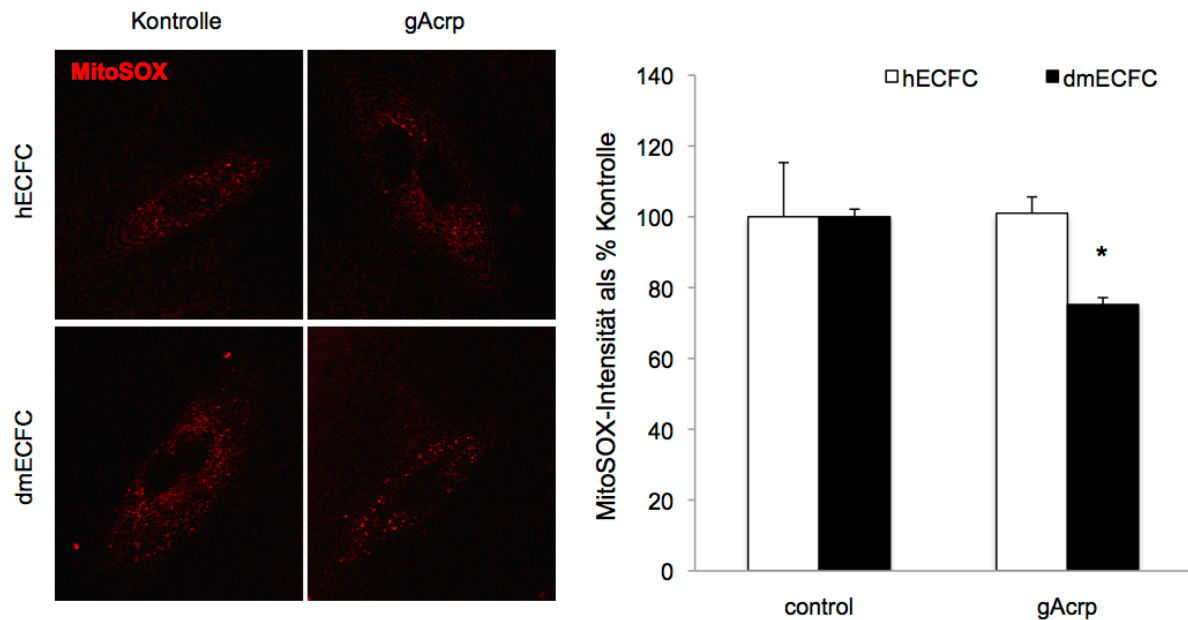 Kontrolle
gAcrp
MitoSOX
hECFC
dmECFC
MitoSOX-Intensität als % Kontrolle
140
120
100
80
60
40
20
0
hECFC
dmECFC
*
control
gAcrp